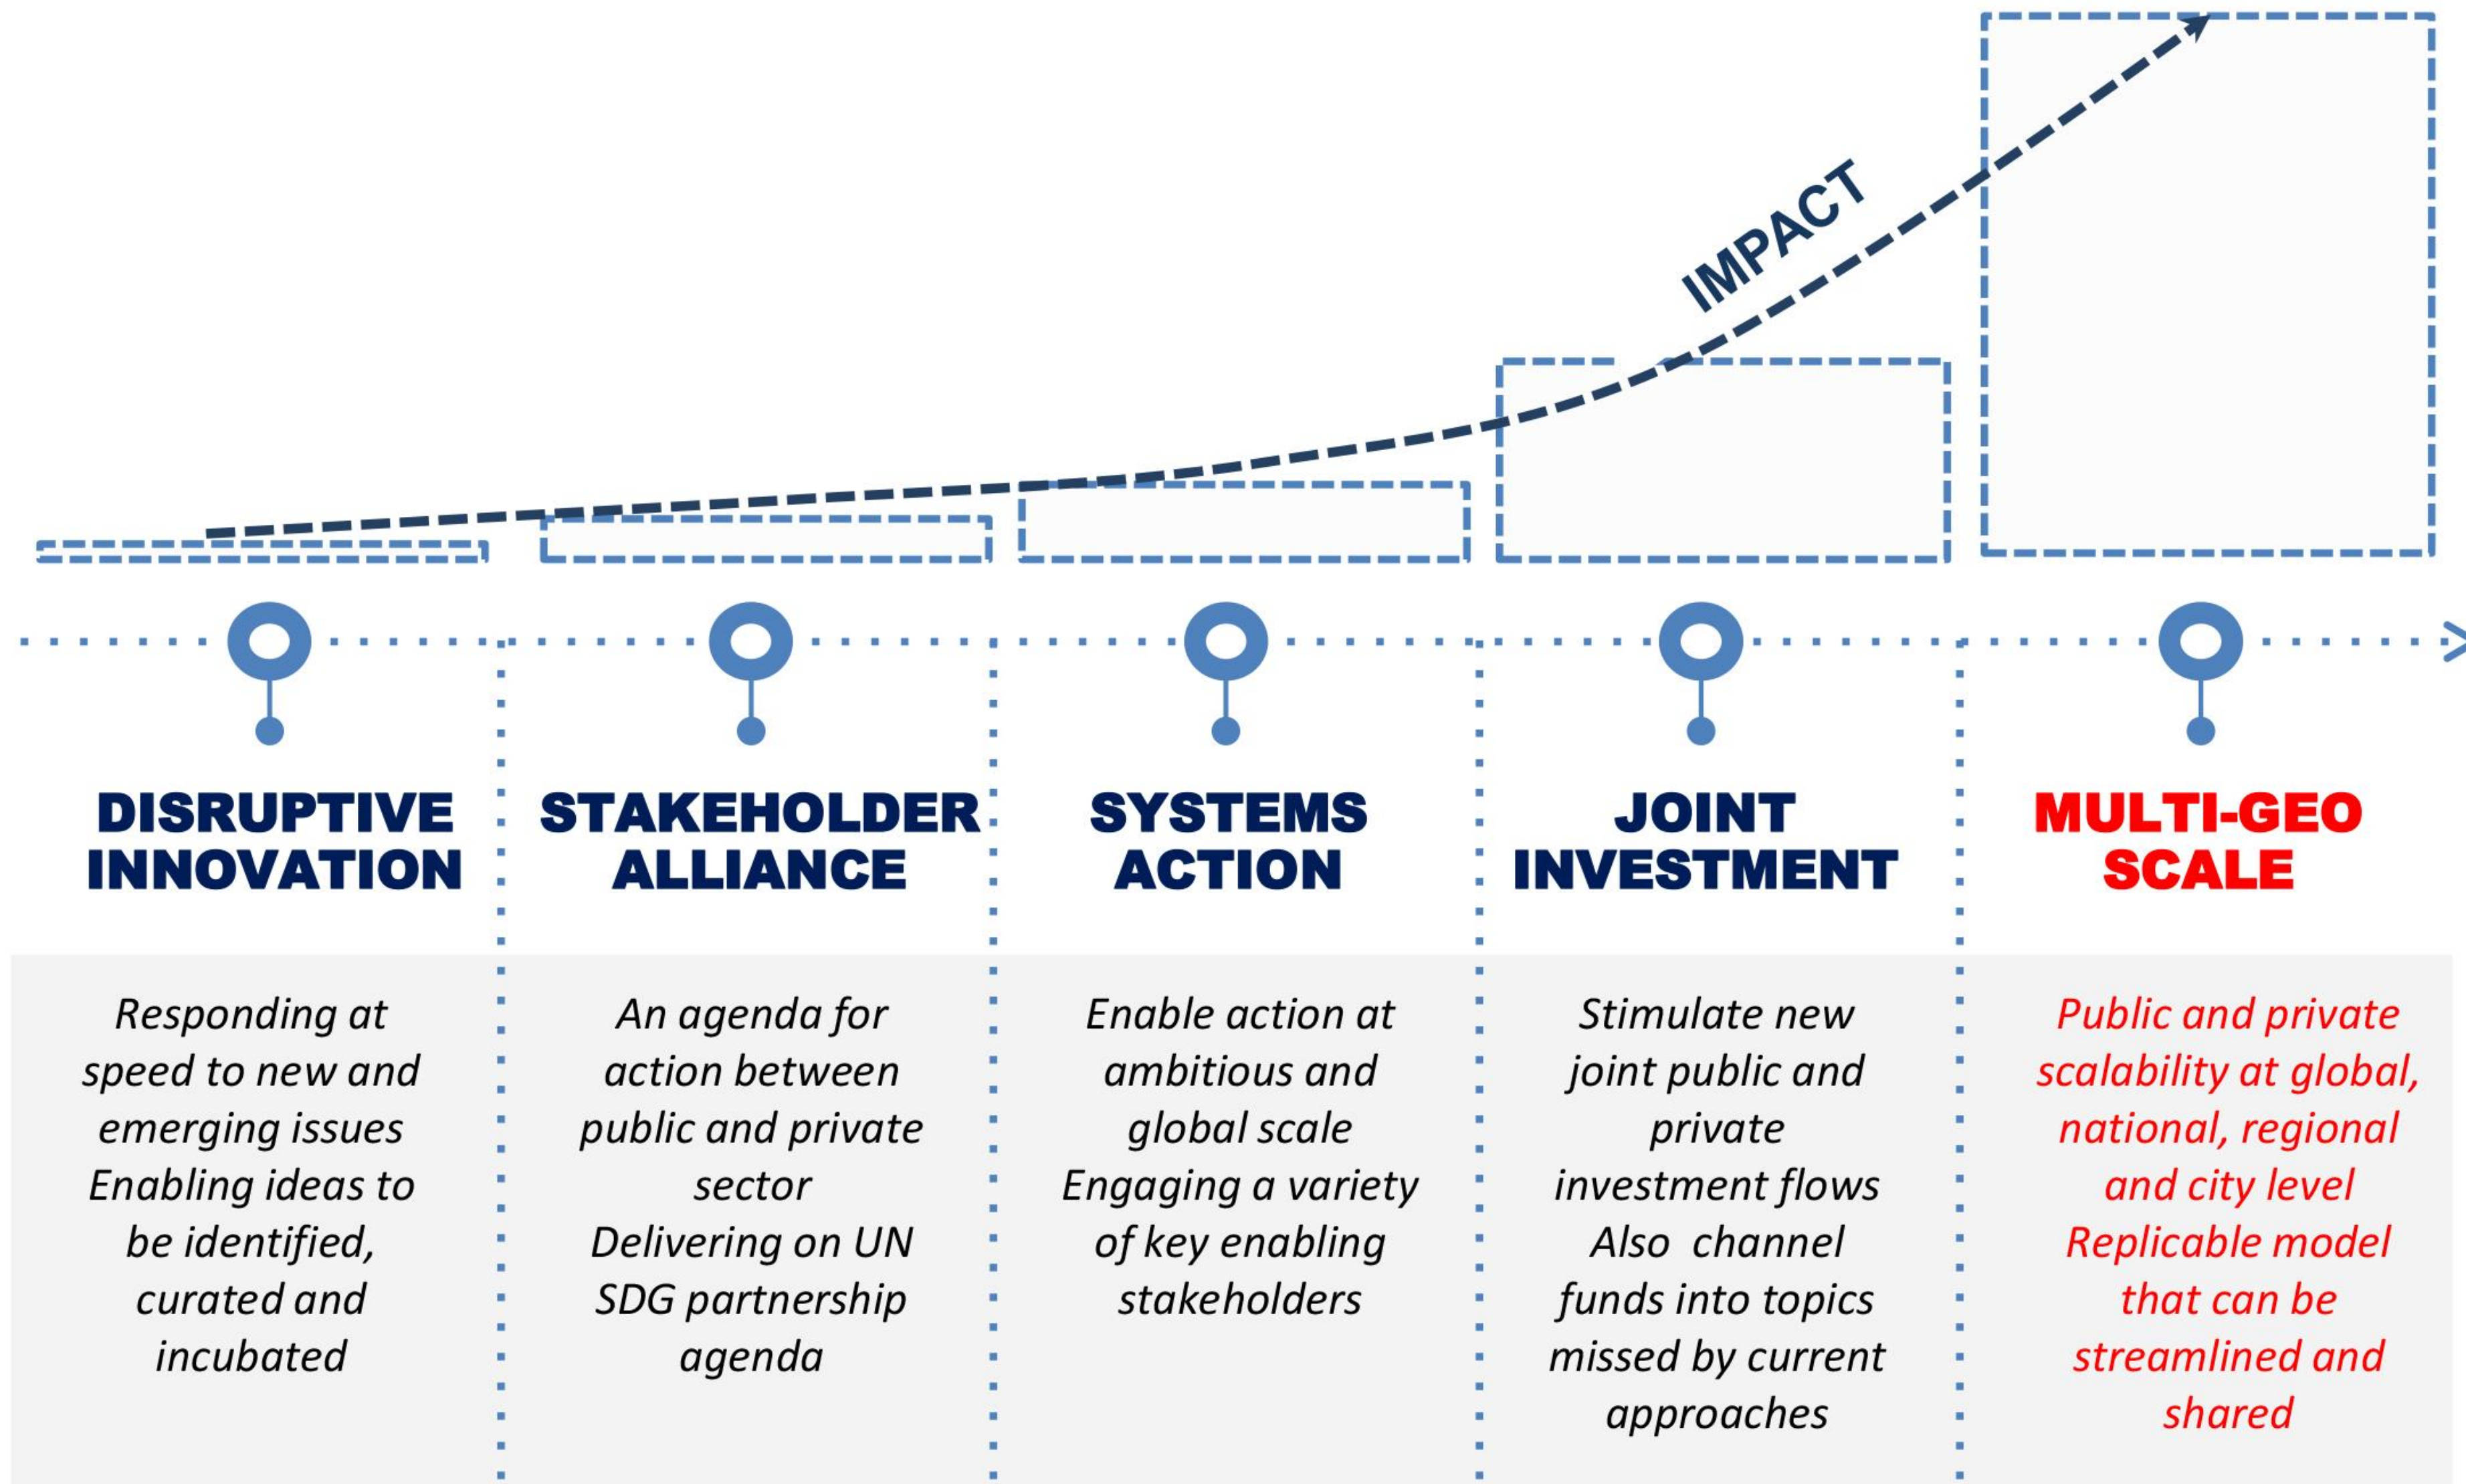 IMPACT
DISRUPTIVE
INNOVATION
Responding at
speed to new and
emerging issues
Enabling ideas to
be identified,
curated and
incubated
STAKEHOLDER
ALLIANCE
An agenda for
action between
public and private
sector
Delivering on UN
SDG partnership
agenda
SYSTEMS
ACTION
Enable action at
ambitious and
global scale
Engaging a variety
of key enabling
stakeholders
JOINT
INVESTMENT
Stimulate new
joint public and
private
investment flows
Also  channel
funds into topics
missed by current
approaches
MULTI-GEO
SCALE
Public and private
scalability at global,
national, regional
and city level
Replicable model
that can be
streamlined and
shared